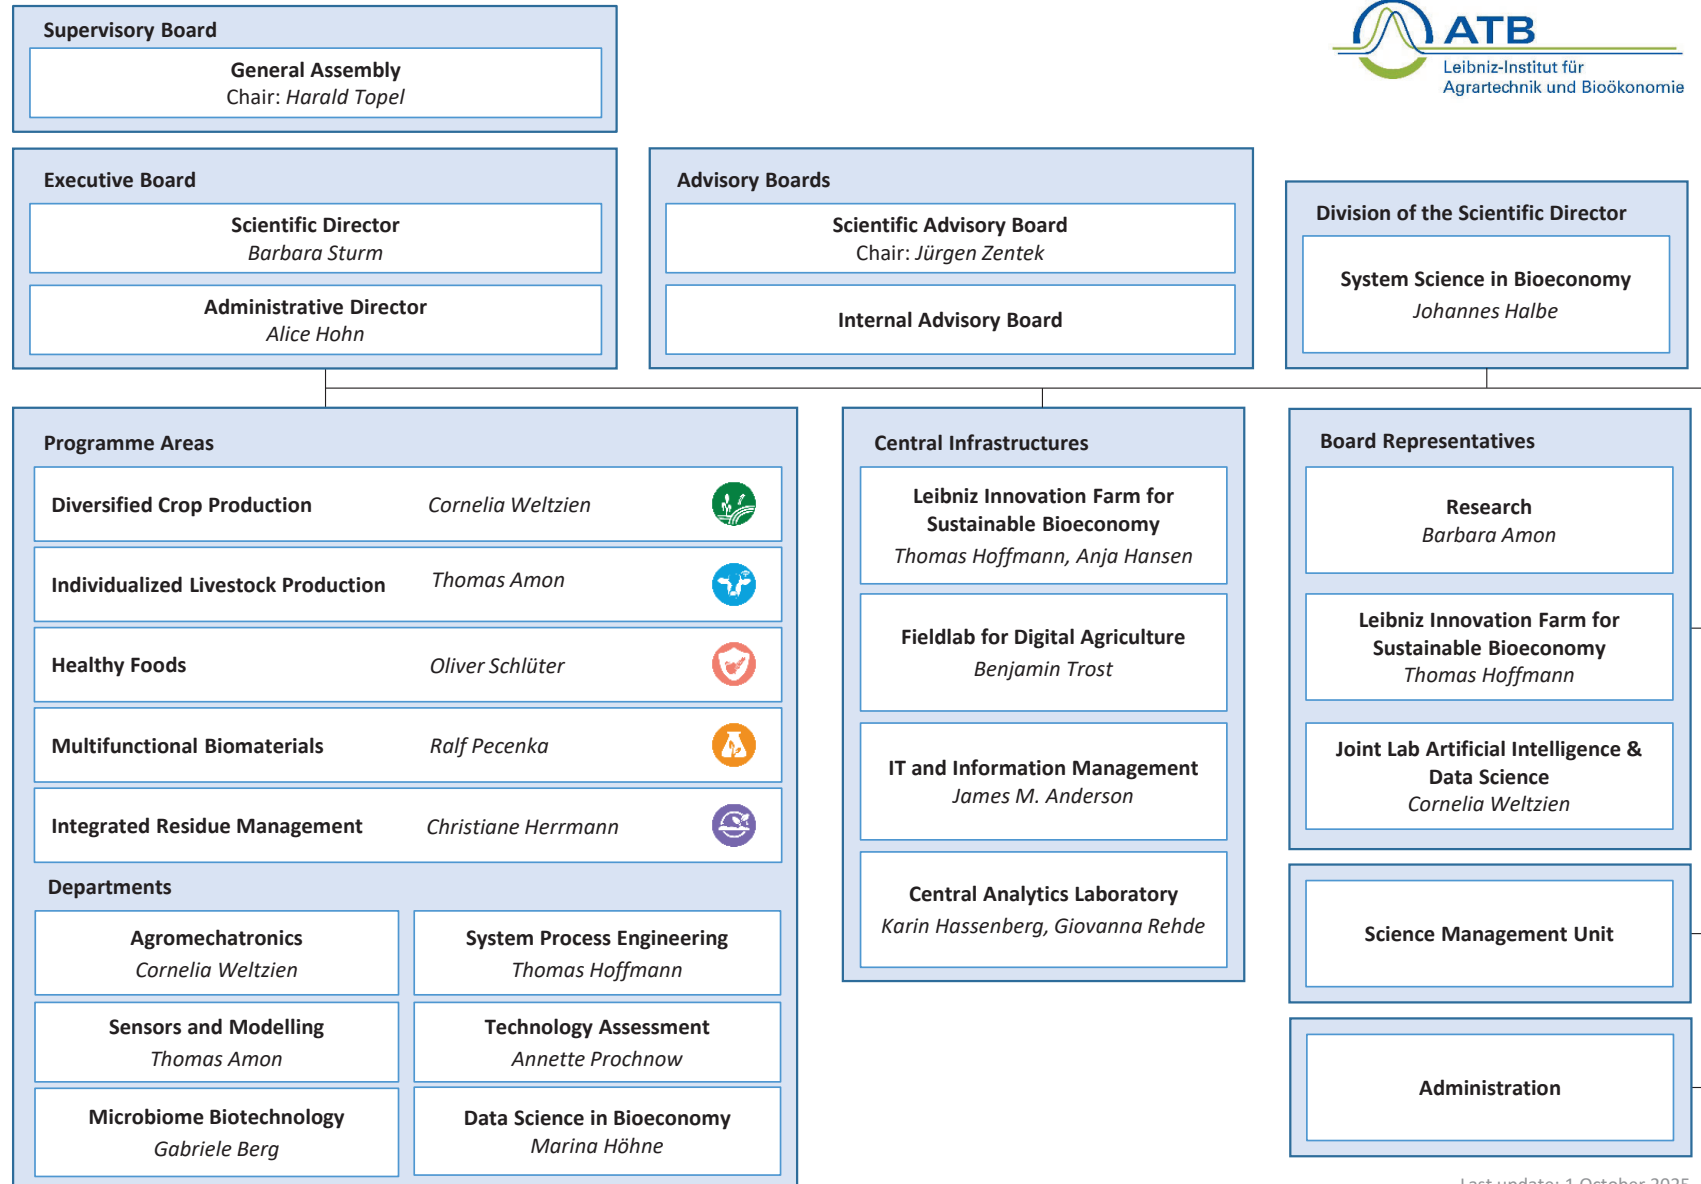 Supervisory Board
General Assembly
Chair: Harald Topel
ATB
Leibniz-Institut für
Agrartechnik und Bioökonomie
Executive Board
Scientific Director
Barbara Sturm
Administrative Director
Alice Hohn
Advisory Boards
Scientific Advisory Board
Chair: Jürgen Zentek
Internal Advisory Board
Division of the Scientific Director
System Science in Bioeconomy
Johannes Halbe
Programme Areas
Diversified Crop Production Cornelia Weltzien
Individualized Livestock Production Thomas Amon
Healthy Foods Oliver Schlüter
Multifunctional Biomaterials Ralf Pecenka
Integrated Residue Management Christiane Herrmann
Departments
Agromechatronics
Cornelia Weltzien
System Process Engineering
Thomas Hoffmann
Sensors and Modelling
Thomas Amon
Technology Assessment
Annette Prochnow
Microbiome Biotechnology
Gabriele Berg
Data Science in Bioeconomy
Marina Höhne
Central Infrastructures
Leibniz Innovation Farm for
Sustainable Bioeconomy
Thomas Hoffmann, Anja Hansen
Fieldlab for Digital Agriculture
Benjamin Trost
IT and Information Management
James M. Anderson
Central Analytics Laboratory
Karin Hassenberg, Giovanna Rehde
Board Representatives
Research
Barbara Amon
Leibniz Innovation Farm for
Sustainable Bioeconomy
Thomas Hoffmann
Joint Lab Artificial Intelligence &
Data Science
Cornelia Weltzien
Science Management Unit
Administration
Last update: 1 October 2025